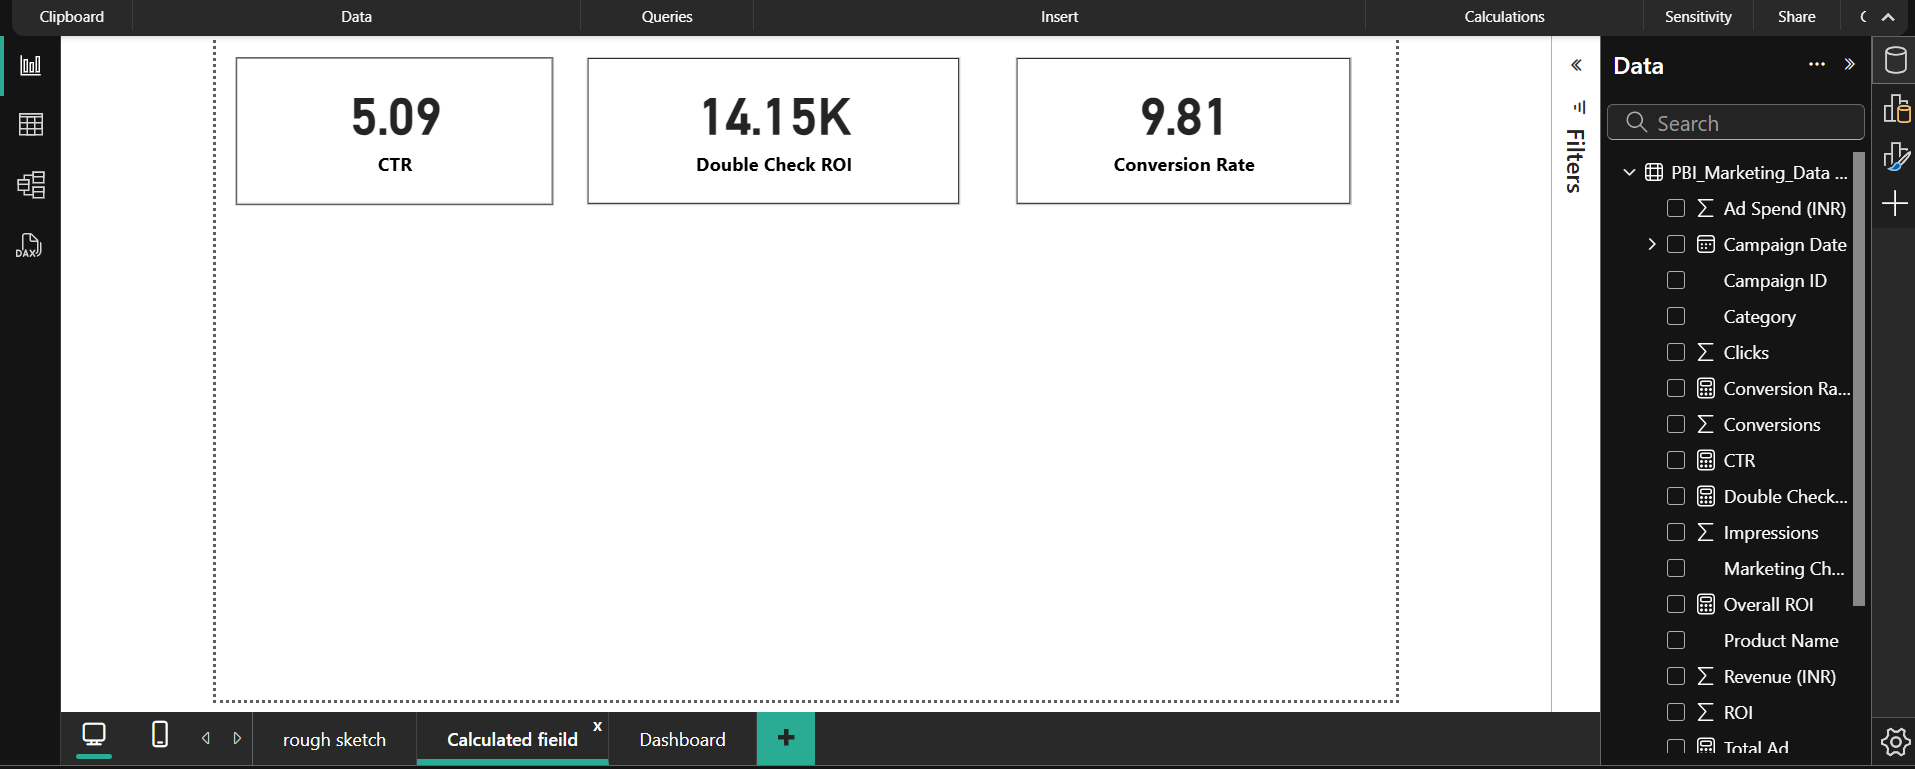 Clipboard
Data
Queries
Insert
Calculations
Sensitivity
Share
5.09
CTR
14.15K
Double Check ROI
9.81
Conversion Rate
Filters
Data
Search
PBI_Marketing_Data ...
Ad Spend (INR)
Campaign Date
Campaign ID
Category
Clicks
Conversion Ra...
Conversions
CTR
Double Check...
Impressions
Marketing Ch...
Overall ROI
Product Name
Revenue (INR)
ROI
Total Ad
DAX
rough sketch
Calculated fieild
x
Dashboard